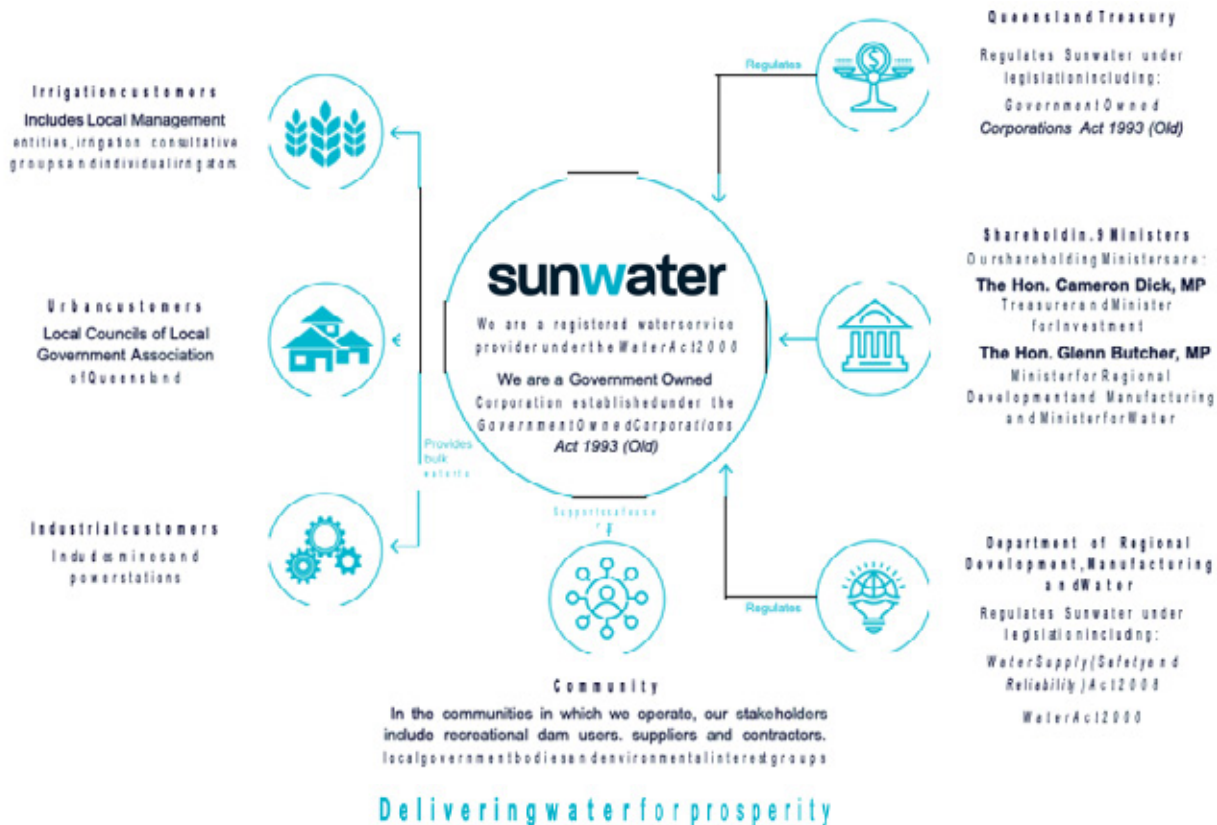 Irrigation customers
Includes Local Management
entities, irrigation consultative
groups and individual irrigators
Urban customers
Local Councils of Local
Government Association
of Queensland
Provides
bulk
water to
Industrial customers
Includes mines and
power stations
sunwater
We are a registered water service
provider under the Water Act 2000
We are a Government Owned
Corporation established under the
Government Owned Corporations
Act 1993 (Old)
Supports
Community
In the communities in which we operate, our stakeholders
include recreational dam users. suppliers and contractors.
local government bodies and environmental interest groups
Delivering water for prosperity
Regulates
Queensland Treasury
Regulates Sunwater under
legislation including:
Government Owned
Corporations Act 1993 (Old)
Shareholdin.9 Ministers
Our shareholding Ministers are:
The Hon. Cameron Dick, MP
Treasurer and Minister
for Investment
The Hon. Glenn Butcher, MP
Minister for Regional
Development and Manufacturing
and Minister for Water
Regulates
Department of Regional
Development, Manufacturing
and Water
Regulates Sunwater under
legislation including:
Water Supply (Safety and
Reliability) Act 2008
Water Act 2000